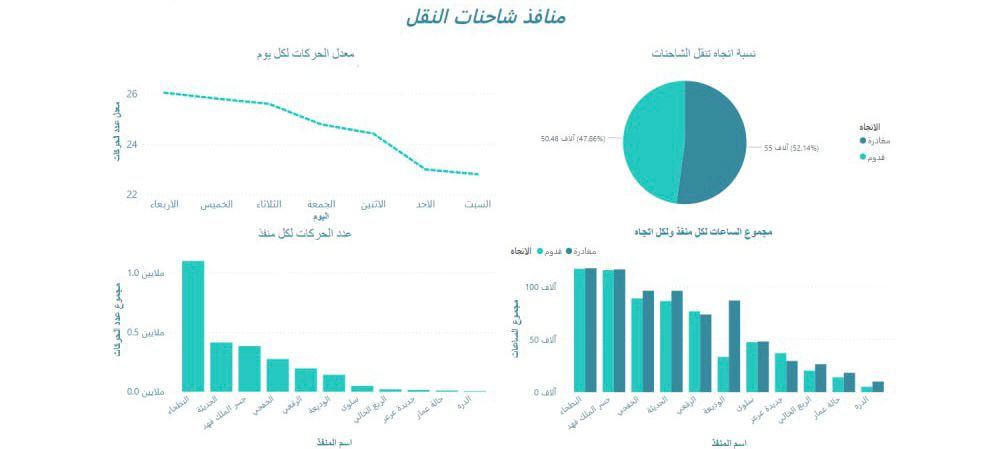 منافذ شاحنات النقل
نسبة اتجاه تنقل الشاحنات
55 آلاف (52.14%)
50.48 آلاف (47.86%)
الاتجاه
مغادرة
قدوم
معدل الحركات لكل يوم
معدل عدد الحركات
26
24
22
الاربعاء
الخميس
الثلاثاء
الجمعة
الاثنين
الاحد
السبت
اليوم
مجموع الساعات لكل منفذ ولكل اتجاه
الاتجاه قدوم مغادرة
مجموع الساعات
100 آلاف
50 آلاف
0 آلاف
البطحاء
جسر الملك فهد
الخفجي
الحديثة
الرقعي
الوديعة
سلوى
جديدة عرعر
الربع الخالي
حالة عمار
الدرة
اسم المنفذ
عدد الحركات لكل منفذ
مجموع عدد الحركات
1.0 ملايين
0.5 ملايين
0.0 ملايين
البطحاء
الحديثة
جسر الملك فهد
الخفجي
الرقعي
الوديعة
سلوى
الربع الخالي
جديدة عرعر
حالة عمار
الدرة
اسم المنفذ